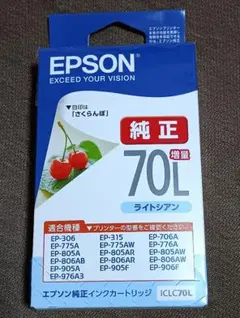 EPSON
EXCEED YOUR VISION
目印は「さくらんぼ」
純正
70L
増量
ライトシアン
適合機種
▼プリンターの型番をご確認ください。
EP-306 EP-315 EP-706A
EP-775A EP-775AW EP-776A
EP-805A EP-805AR EP-805AW
EP-806AB EP-806AR EP-806AW
EP-905A EP-905F EP-906F
EP-976A3
エプソン純正インクカートリッジ
ICLC70L